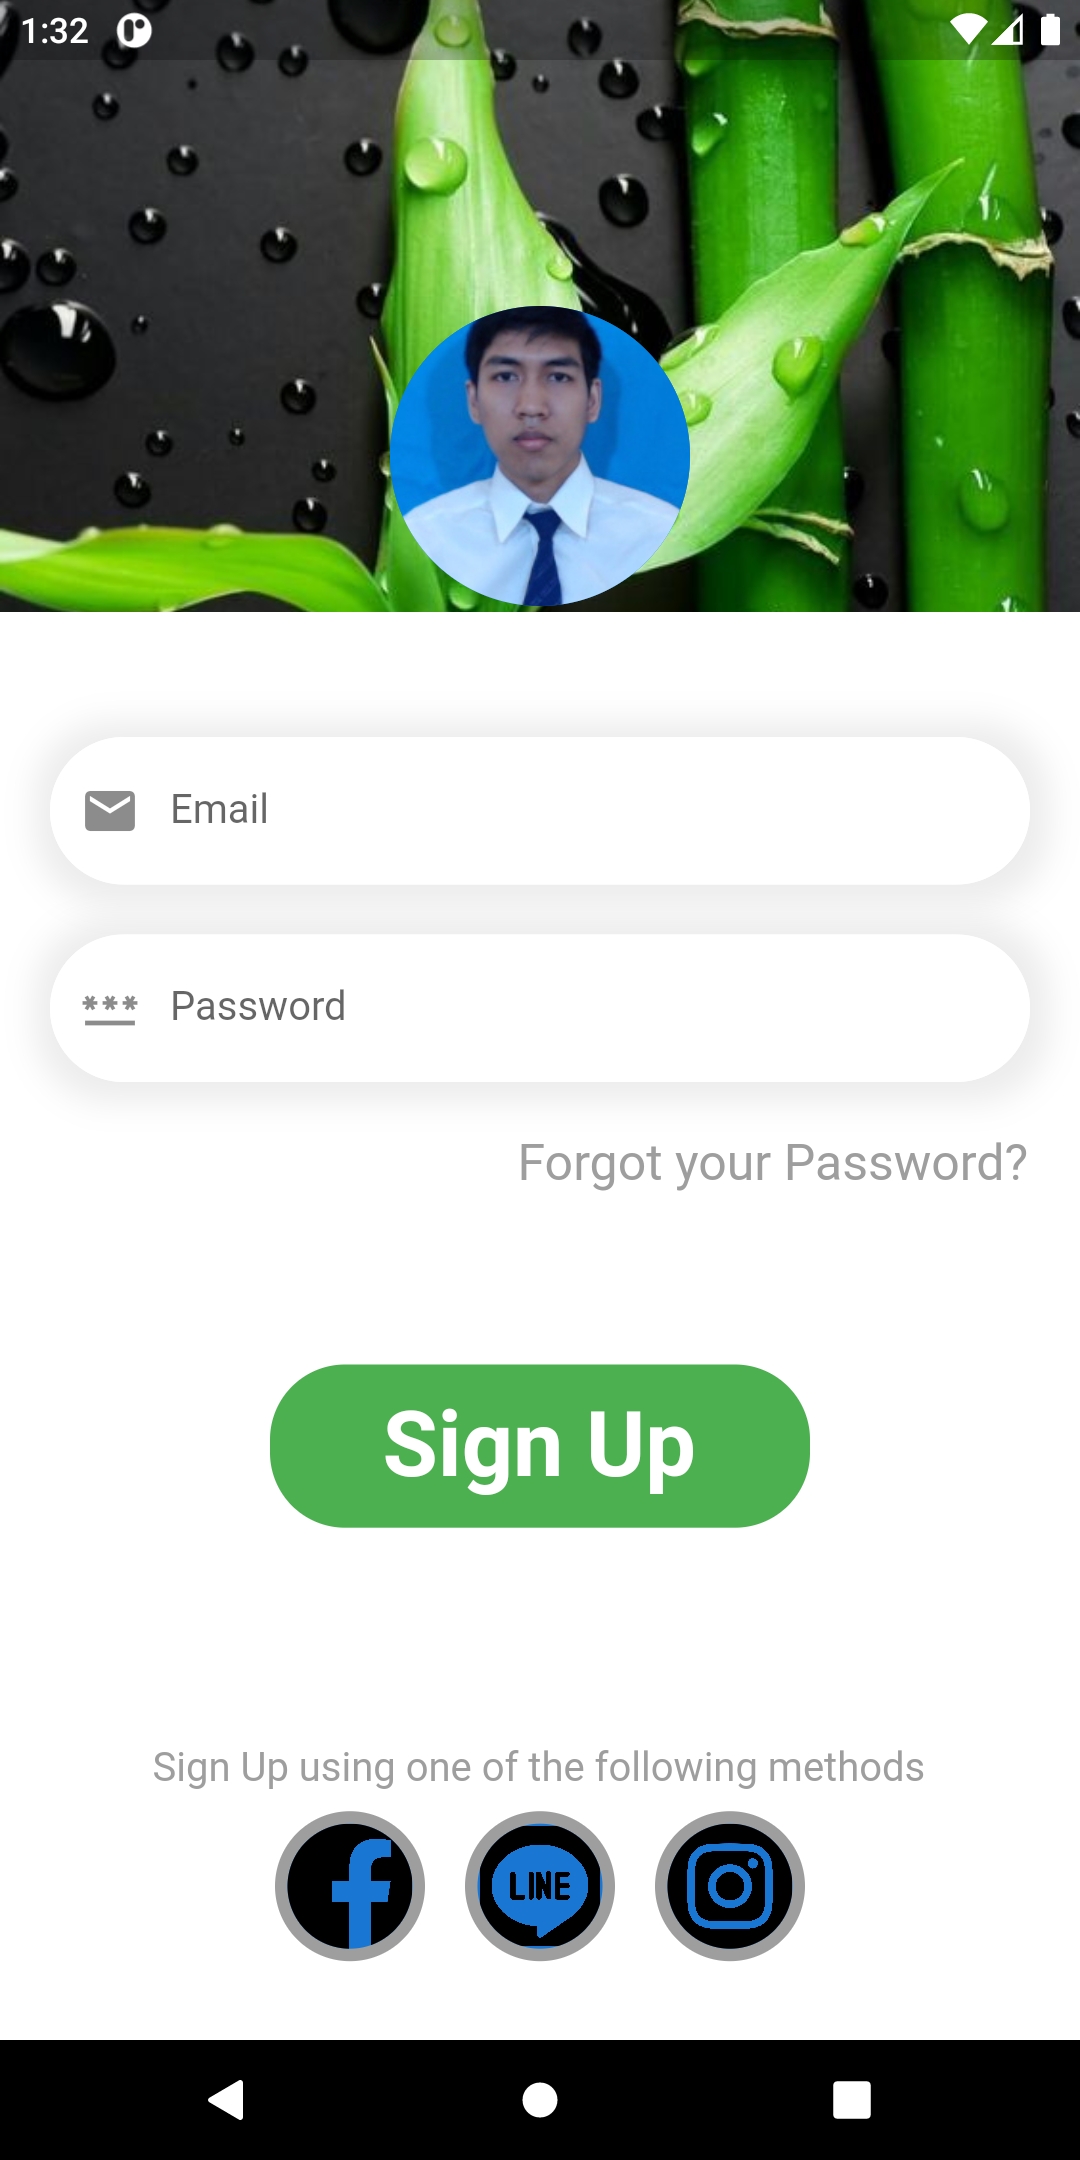 1:32
Email
*** Password
Forgot your Password?
Sign Up
Sign Up using one of the following methods
LINE